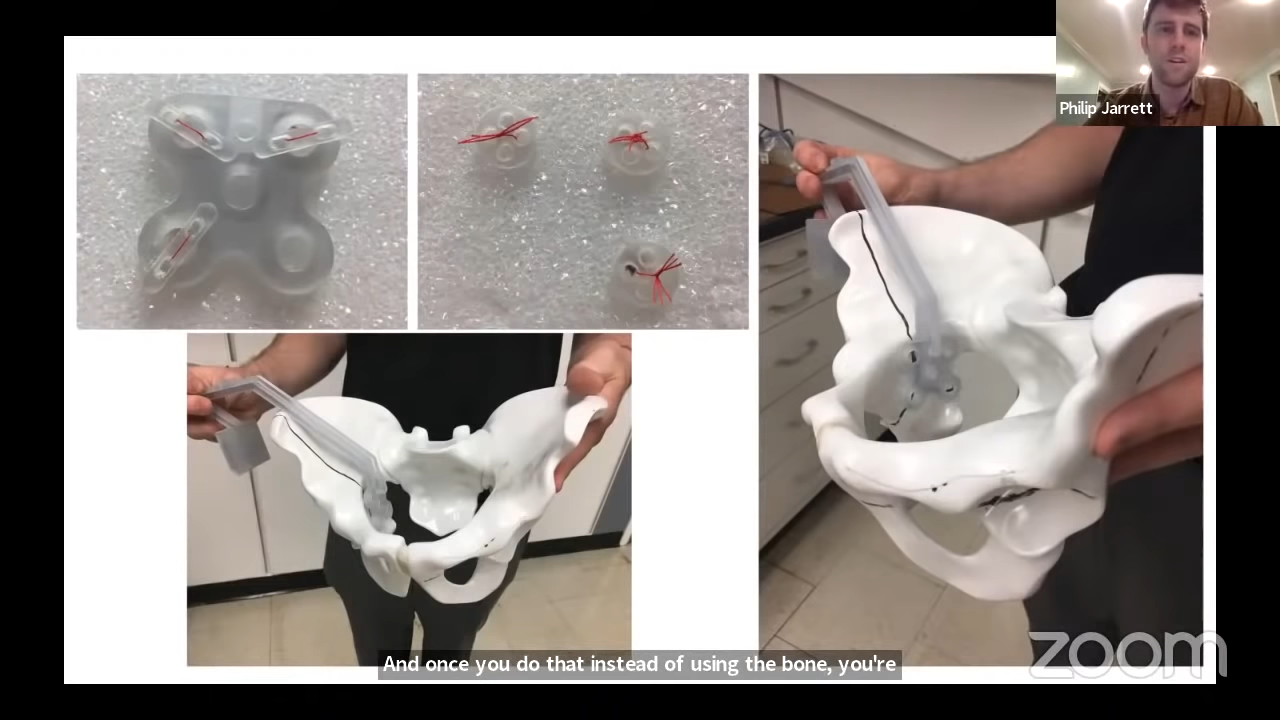 Philip Jarrett
And once you do that instead of using the bone, you're
zoom